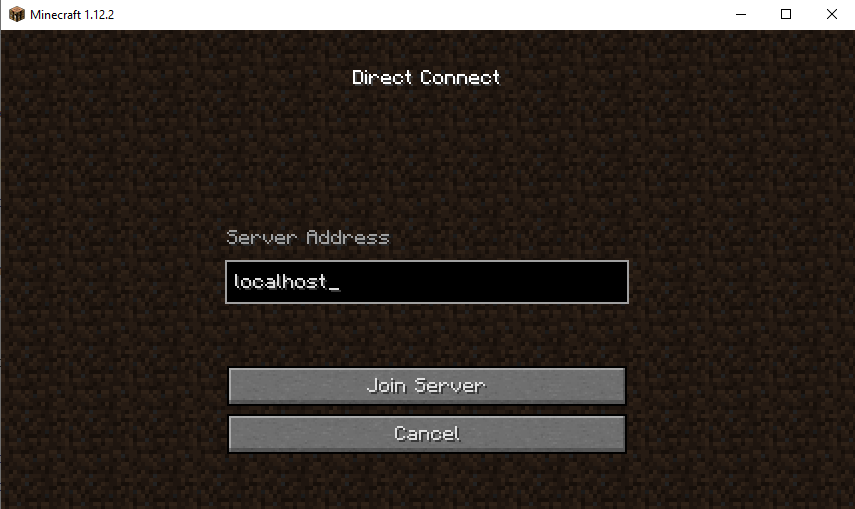 Minecraft 1.12.2
Direct Connect
Server Address
localhost_
Join Server
Cancel